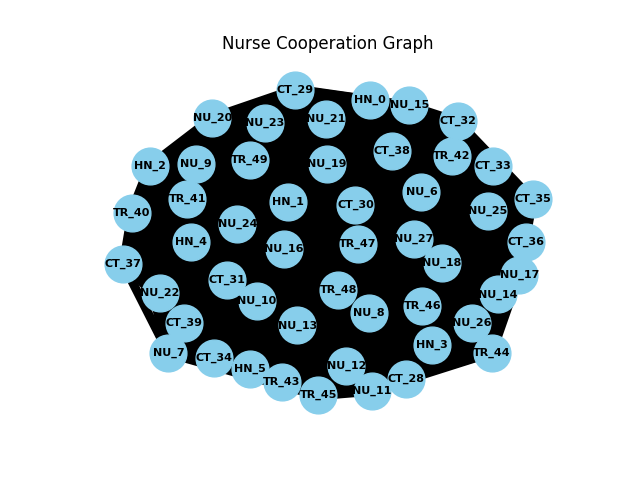 Nurse Cooperation Graph
CT_29
HN_0
NU_15
NU_20
NU_23
NU_21
CT_32
CT_38
TR_42
TR_49
HN_2
NU_9
NU_19
CT_33
NU_6
TR_41
CT_35
HN_1
CT_30
NU_25
TR_40
NU_24
HN_4
NU_16
TR_47
NU_27
CT_36
CT_37
NU_18
NU_17
CT_31
NU_22
NU_10
TR_48
NU_14
TR_46
NU_8
CT_39
NU_13
NU_26
HN_3
NU_7
TR_44
CT_34
HN_5
NU_12
CT_28
TR_43
TR_45
NU_11